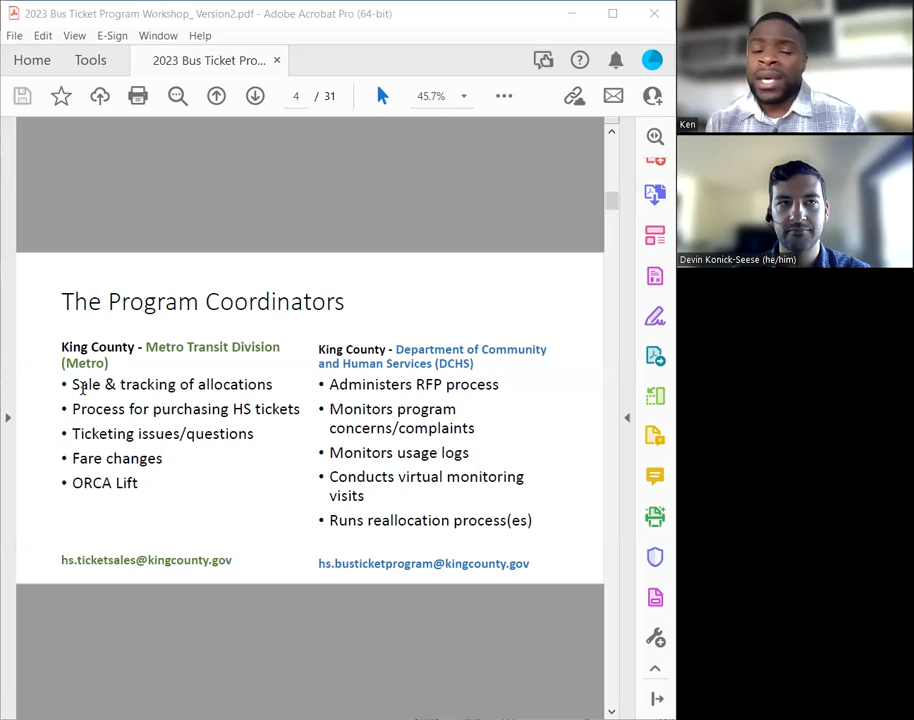 2023 Bus Ticket Program Workshop_ Version2.pdf - Adobe Acrobat Pro (64-bit)
File Edit View E-Sign Window Help
Home Tools 2023 Bus Ticket Pro... ×
4 / 31 45.7%
The Program Coordinators
King County - Metro Transit Division
(Metro)
• Sale & tracking of allocations
• Process for purchasing HS tickets
• Ticketing issues/questions
• Fare changes
• ORCA Lift
hs.ticketsales@kingcounty.gov
King County - Department of Community
and Human Services (DCHS)
• Administers RFP process
• Monitors program
concerns/complaints
• Monitors usage logs
• Conducts virtual monitoring
visits
• Runs reallocation process(es)
hs.busticketprogram@kingcounty.gov
Ken
Devin Konick-Seese (he/him)